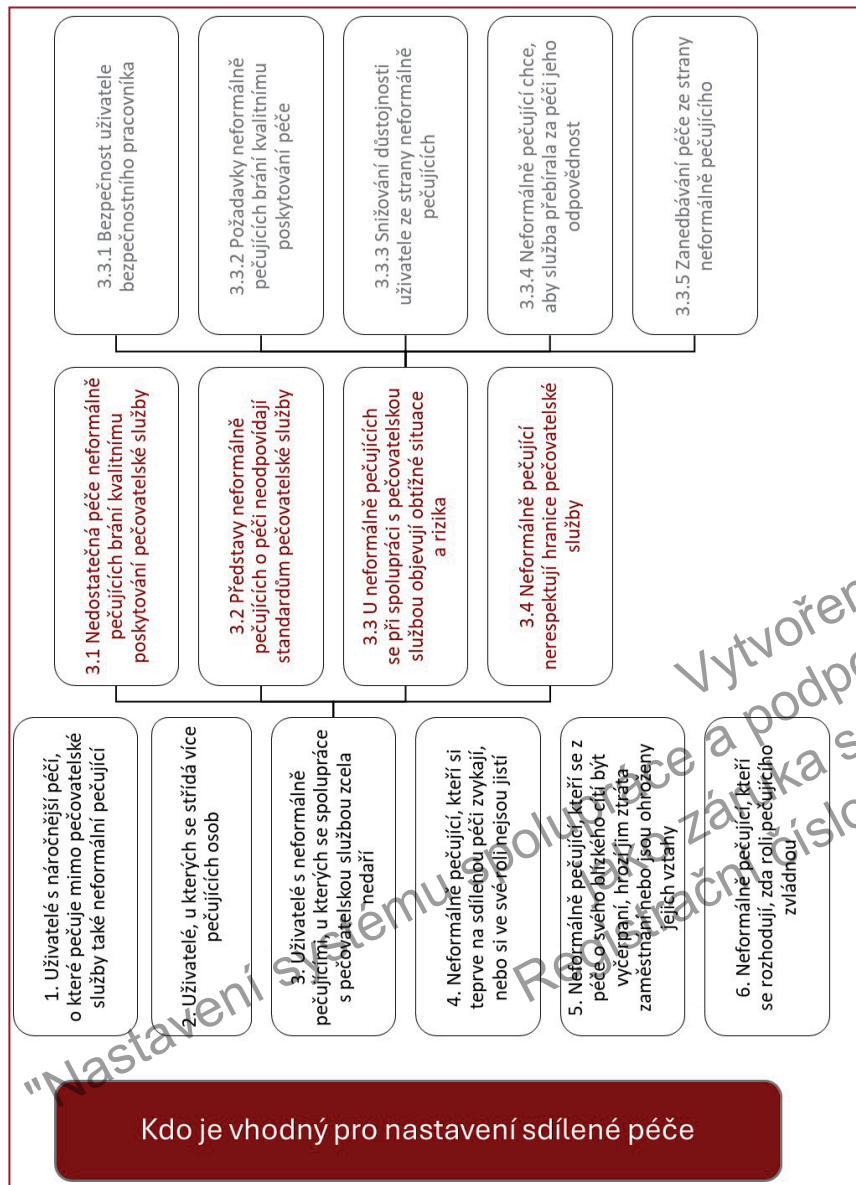 Kdo je vhodný pro nastavení sdílené péče
1. Uživatelé s náročnější péčí,
o které pečuje mimo pečovatelské
služby také neformální pečující
2. Uživatelé, u kterých se střídá více
pečujících osob
3. Uživatelé s neformálně
pečujícími, u kterých se spolupráce
s pečovatelskou službou zcela
nedaří
4. Neformálně pečující, kteří si
teprve na sdílenou péči zvykají,
nebo si ve své roli nejsou jistí
5. Neformálně pečující, kteří se z
péče o svého blízkého cítí být
vyčerpaní, hrozí jim ztráta
zaměstnání nebo jsou ohroženy
jejich vztahy
6. Neformálně pečující, kteří
se rozhodují, zda roli pečujícího
zvládnou
3.1 Nedostatečná péče neformálně
pečujících brání kvalitnímu
poskytování pečovatelské služby
3.2 Představy neformálně
pečujících o péči neodpovídají
standardům pečovatelské služby
3.3 U neformálně pečujících
se při spolupráci s pečovatelskou
službou objevují obtížné situace
a rizika
3.4 Neformálně pečující
nerespektují hranice pečovatelské
služby
3.3.1 Bezpečnost uživatele
bezpečnostního pracovníka
3.3.2 Požadavky neformálně
pečujících brání kvalitnímu
poskytování péče
3.3.3 Snižování důstojnosti
uživatele ze strany neformálně
pečujících
3.3.4 Neformálně pečující chce,
aby služba přebírala za péči jeho
odpovědnost
3.3.5 Zanedbávání péče ze strany
neformálně pečujícího
Vytvořen
"Nastavení systému spolupráce a podpo
jako zánka s
Registrační číslo